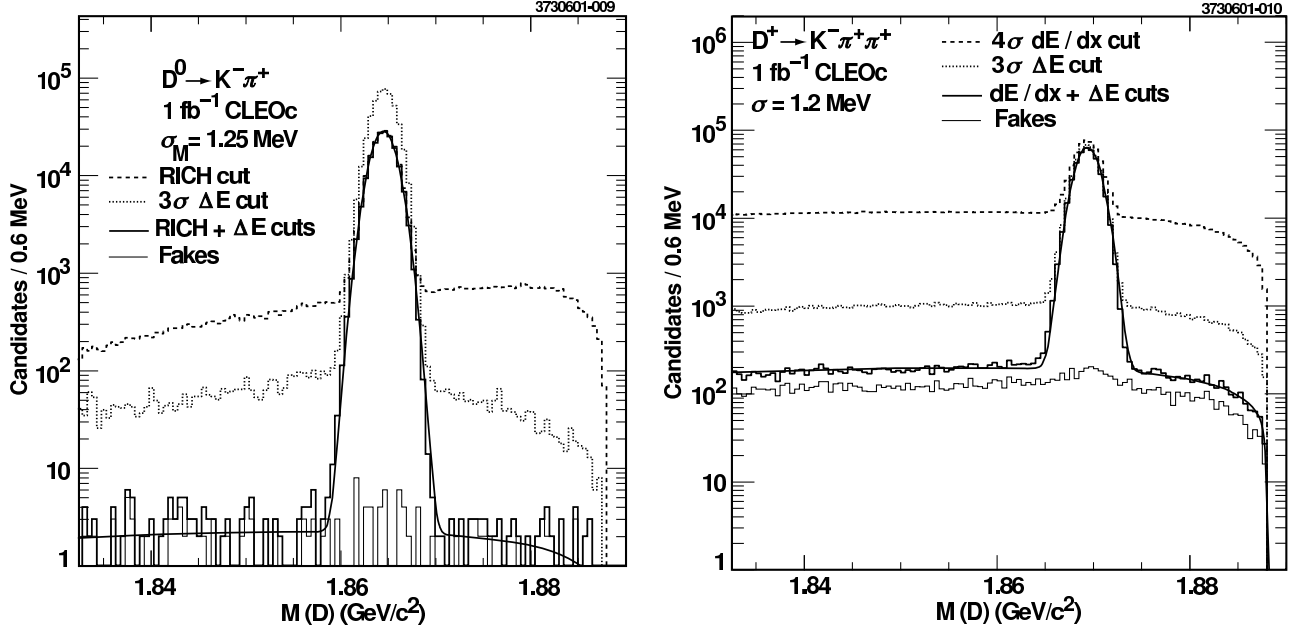 3730601-009
D⁰→K⁻π⁺
1 fb⁻¹ CLEOc
σ_M = 1.25 MeV
RICH cut
3σ ΔE cut
RICH + ΔE cuts
Fakes
Candidates / 0.6 MeV
10⁵
10⁴
10³
10²
10
1
1.84
1.86
1.88
M (D) (GeV/c²)
3730601-010
D⁺→K⁻π⁺π⁺
1 fb⁻¹ CLEOc
σ = 1.2 MeV
4σ dE / dx cut
3σ ΔE cut
dE / dx + ΔE cuts
Fakes
Candidates / 0.6 MeV
10⁶
10⁵
10⁴
10³
10²
10
1
1.84
1.86
1.88
M (D) (GeV/c²)